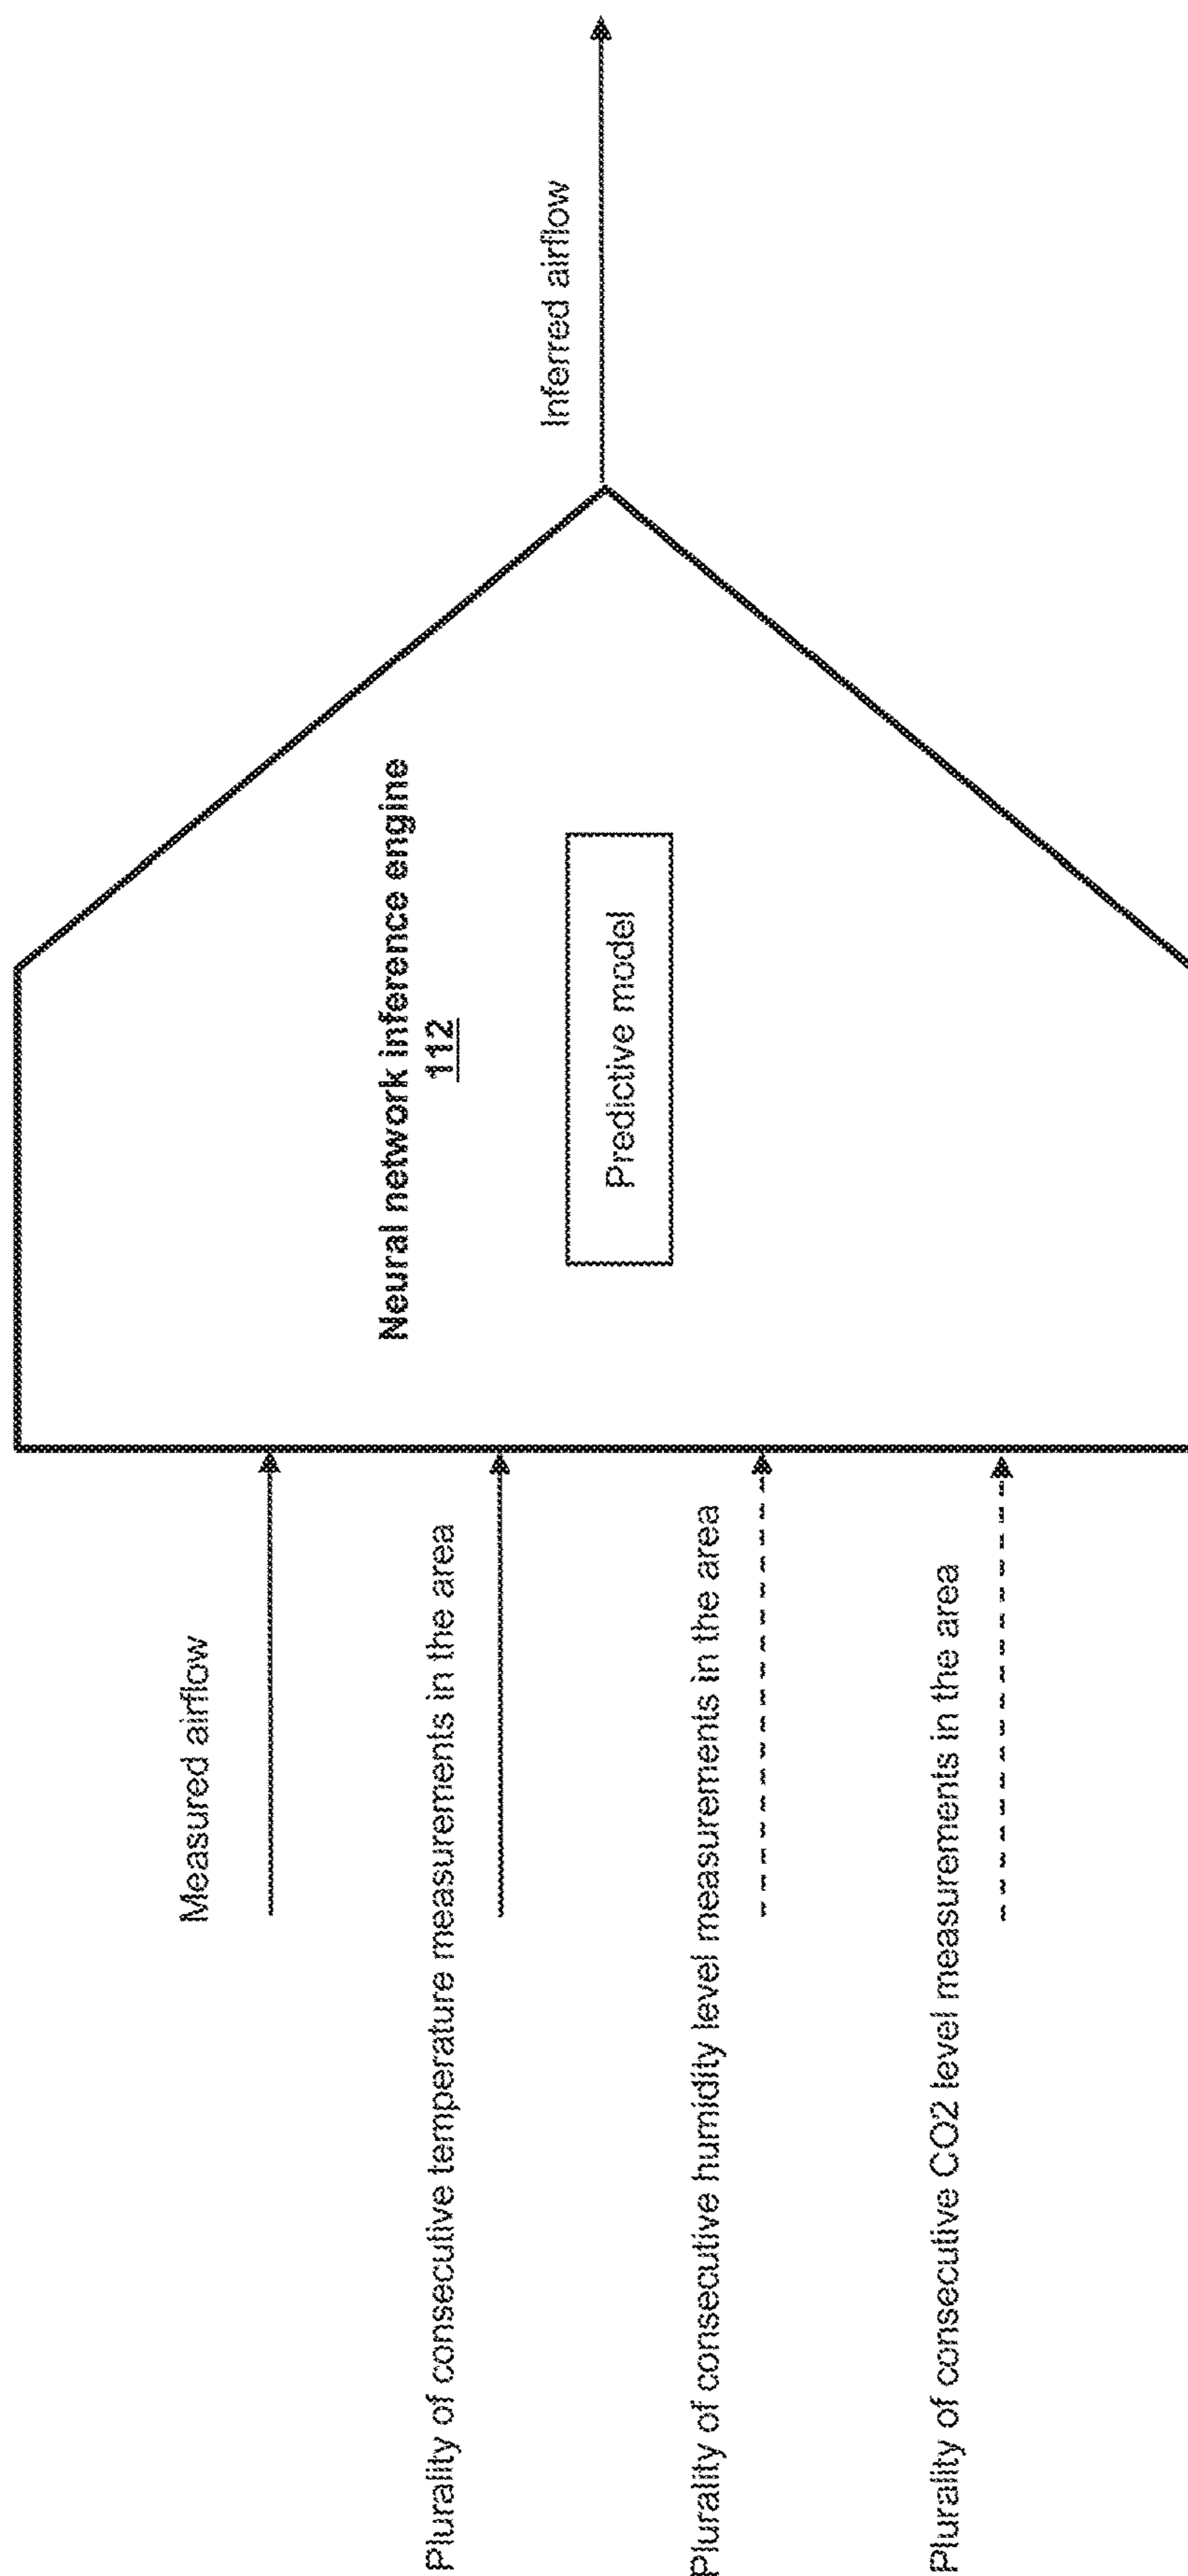 Measured airflow
Plurality of consecutive temperature measurements in the area
Plurality of consecutive humidity level measurements in the area
Plurality of consecutive CO2 level measurements in the area
Neural network inference engine
112
Predictive model
Inferred airflow